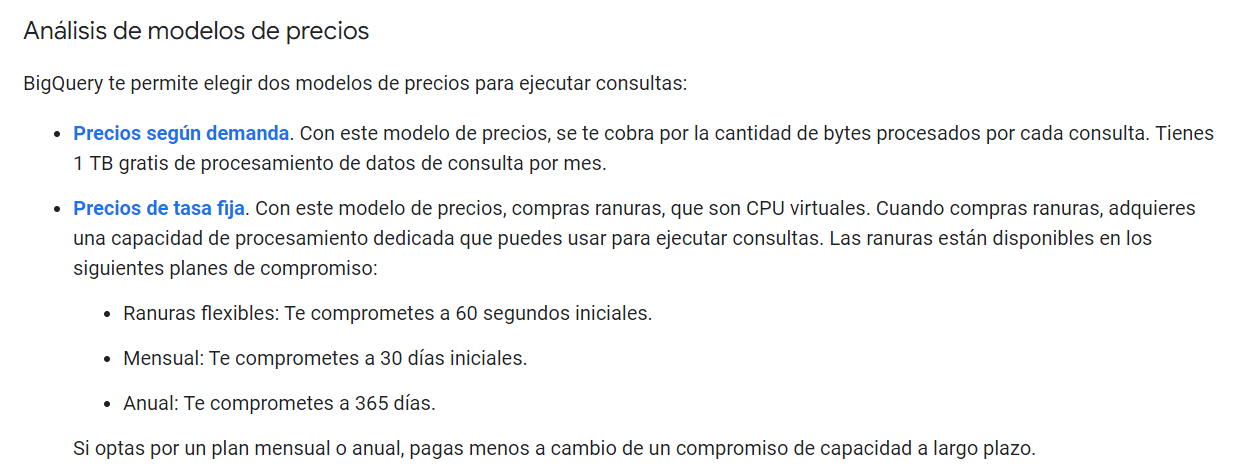 Análisis de modelos de precios
BigQuery te permite elegir dos modelos de precios para ejecutar consultas:
• Precios según demanda. Con este modelo de precios, se te cobra por la cantidad de bytes procesados por cada consulta. Tienes
1 TB gratis de procesamiento de datos de consulta por mes.
• Precios de tasa fija. Con este modelo de precios, compras ranuras, que son CPU virtuales. Cuando compras ranuras, adquieres
una capacidad de procesamiento dedicada que puedes usar para ejecutar consultas. Las ranuras están disponibles en los
siguientes planes de compromiso:
• Ranuras flexibles: Te comprometes a 60 segundos iniciales.
• Mensual: Te comprometes a 30 días iniciales.
• Anual: Te comprometes a 365 días.
Si optas por un plan mensual o anual, pagas menos a cambio de un compromiso de capacidad a largo plazo.